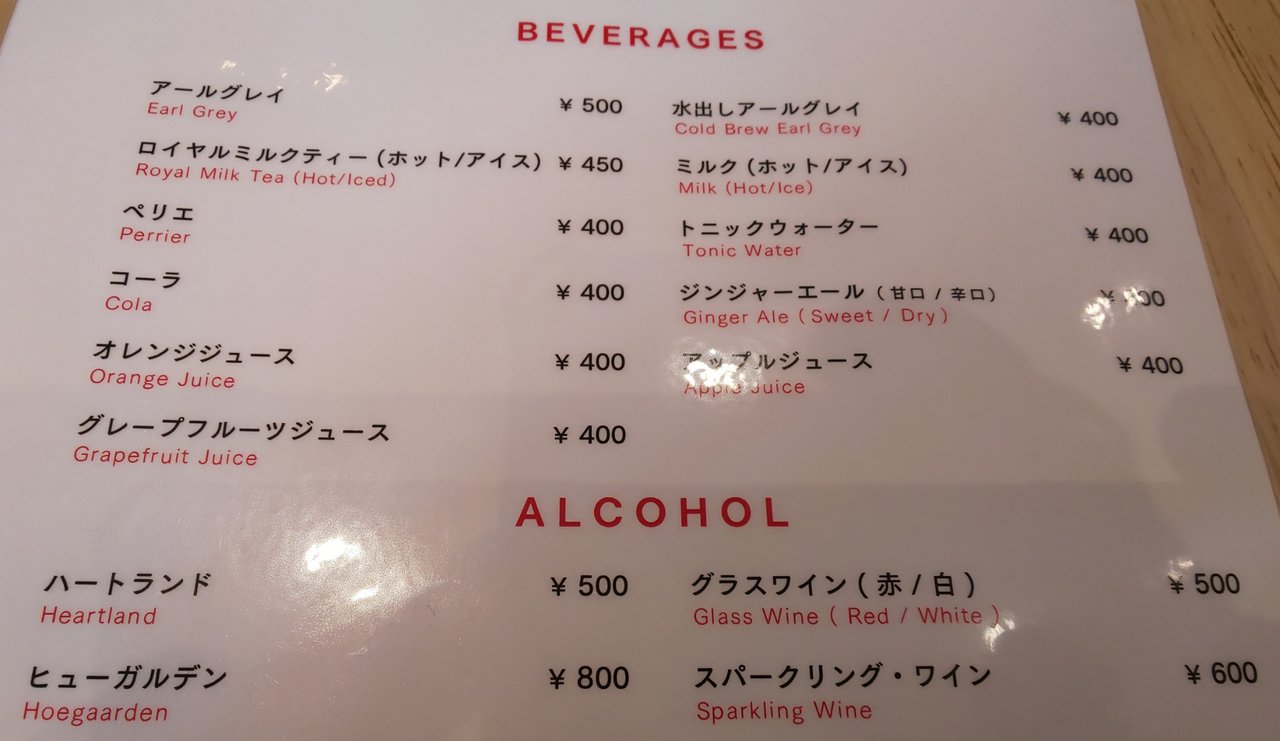 BEVERAGES
アールグレイ ¥ 500
Earl Grey
ロイヤルミルクティー (ホット/アイス) ¥ 450
Royal Milk Tea (Hot/Iced)
ペリエ ¥ 400
Perrier
コーラ ¥ 400
Cola
オレンジジュース ¥ 400
Orange Juice
グレープフルーツジュース ¥ 400
Grapefruit Juice
水出しアールグレイ ¥ 400
Cold Brew Earl Grey
ミルク (ホット/アイス) ¥ 400
Milk (Hot/Ice)
トニックウォーター ¥ 400
Tonic Water
ジンジャーエール ( 甘口 / 辛口 )
Ginger Ale ( Sweet / Dry )
アップルジュース ¥ 400
Apple Juice
ALCOHOL
ハートランド ¥ 500
Heartland
ヒューガルデン ¥ 800
Hoegaarden
グラスワイン ( 赤 / 白 ) ¥ 500
Glass Wine ( Red / White )
スパークリング・ワイン ¥ 600
Sparkling Wine